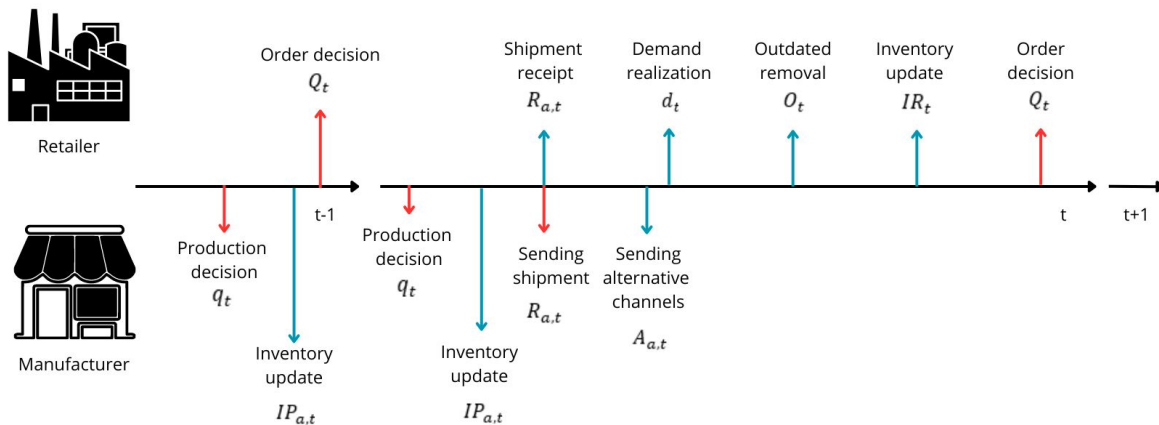 Order decision
Q_t
Shipment
receipt
R_{a,t}
Demand
realization
d_t
Outdated
removal
O_t
Inventory
update
IR_t
Order
decision
Q_t
Retailer
t-1
t
t+1
Production
decision
q_t
Production
decision
q_t
Sending
shipment
R_{a,t}
Sending
alternative
channels
A_{a,t}
Inventory
update
IP_{a,t}
Inventory
update
IP_{a,t}
Manufacturer